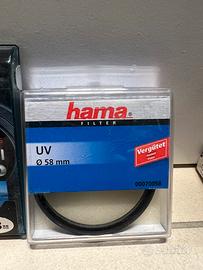 hama®
FILTER
UV
Ø 58 mm
Vergütet
00070058